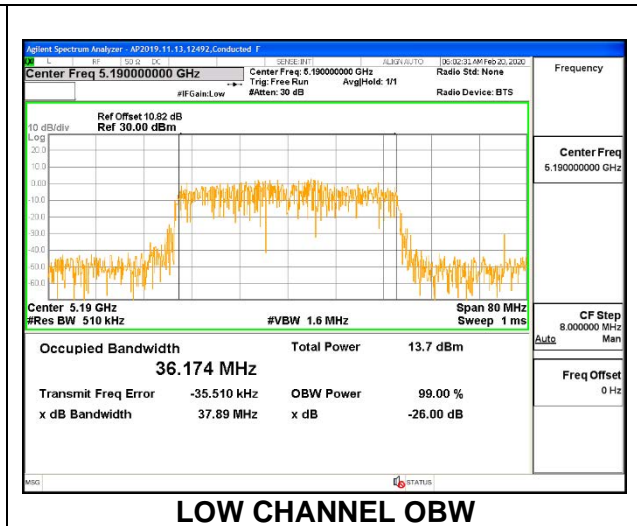 Agilent Spectrum Analyzer - AP2019.11.13,12492,Conducted F
L RF 50 Ω DC SENSE:INT ALIGN AUTO 06:02:31 AM Feb 20, 2020
Center Freq 5.190000000 GHz Center Freq: 5.190000000 GHz Radio Std: None Frequency
Trig: Free Run Avg|Hold: 1/1
#IFGain:Low #Atten: 30 dB Radio Device: BTS
Ref Offset 10.82 dB
10 dB/div Ref 30.00 dBm
Log
20.0
10.0
0.00
-10.0
-20.0
-30.0
-40.0
-50.0
-60.0
Center Freq
5.190000000 GHz
Center 5.19 GHz Span 80 MHz
#Res BW 510 kHz #VBW 1.6 MHz Sweep 1 ms
CF Step
8.000000 MHz
Auto Man
Occupied Bandwidth Total Power 13.7 dBm
36.174 MHz
Freq Offset
0 Hz
Transmit Freq Error -35.510 kHz OBW Power 99.00 %
x dB Bandwidth 37.89 MHz x dB -26.00 dB
MSG STATUS
LOW CHANNEL OBW